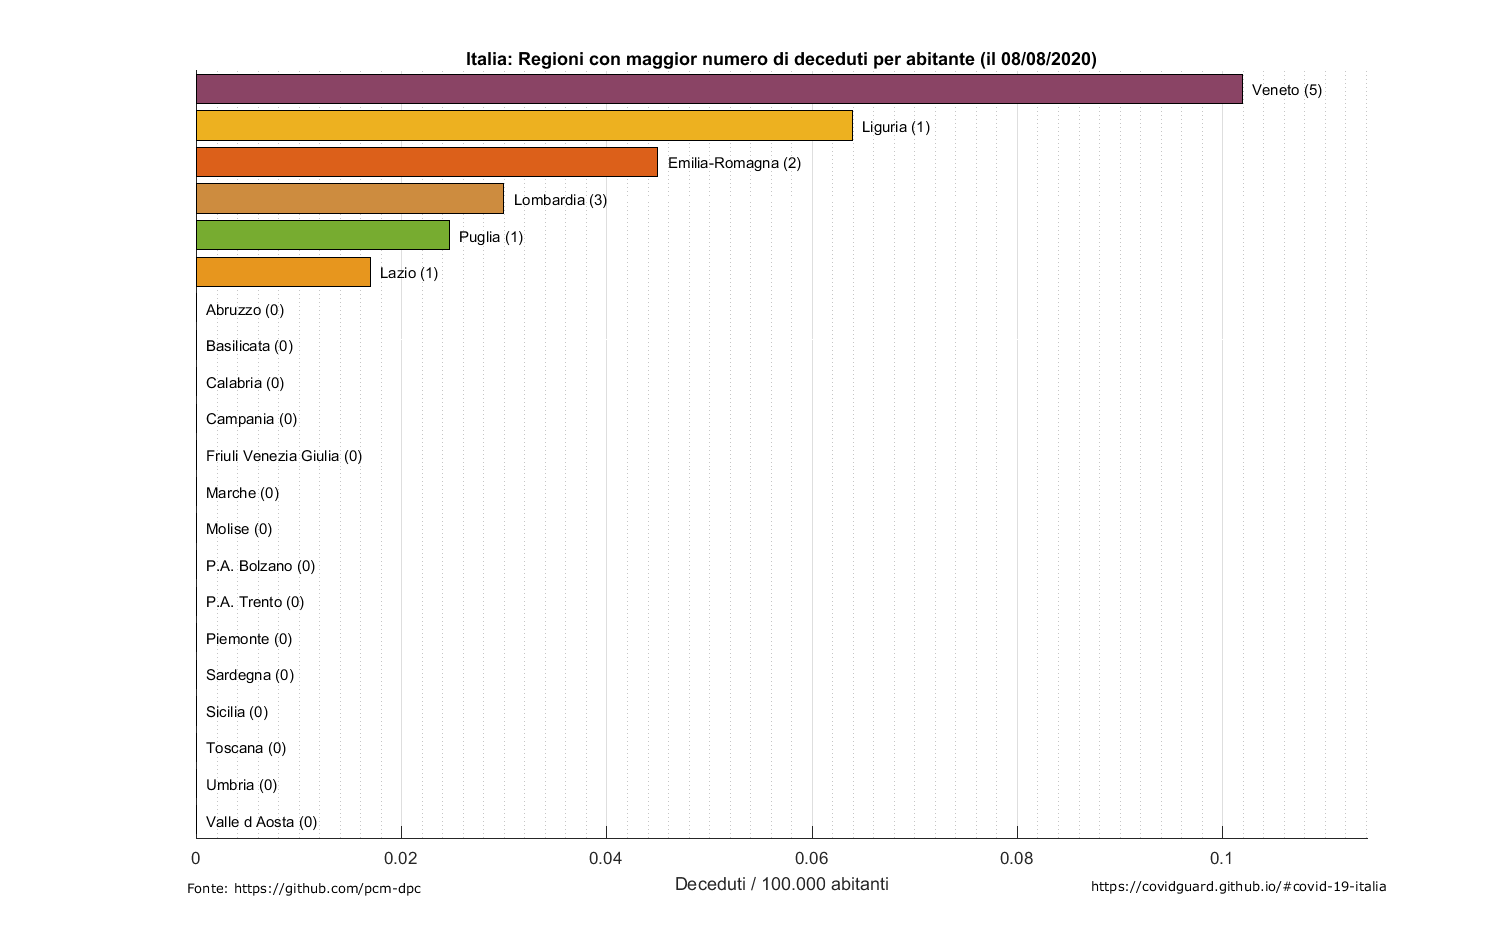 Italia: Regioni con maggior numero di deceduti per abitante (il 08/08/2020)
Veneto (5)
Liguria (1)
Emilia-Romagna (2)
Lombardia (3)
Puglia (1)
Lazio (1)
Abruzzo (0)
Basilicata (0)
Calabria (0)
Campania (0)
Friuli Venezia Giulia (0)
Marche (0)
Molise (0)
P.A. Bolzano (0)
P.A. Trento (0)
Piemonte (0)
Sardegna (0)
Sicilia (0)
Toscana (0)
Umbria (0)
Valle d Aosta (0)
0 0.02 0.04 0.06 0.08 0.1
Deceduti / 100.000 abitanti
Fonte: https://github.com/pcm-dpc
https://covidguard.github.io/#covid-19-italia